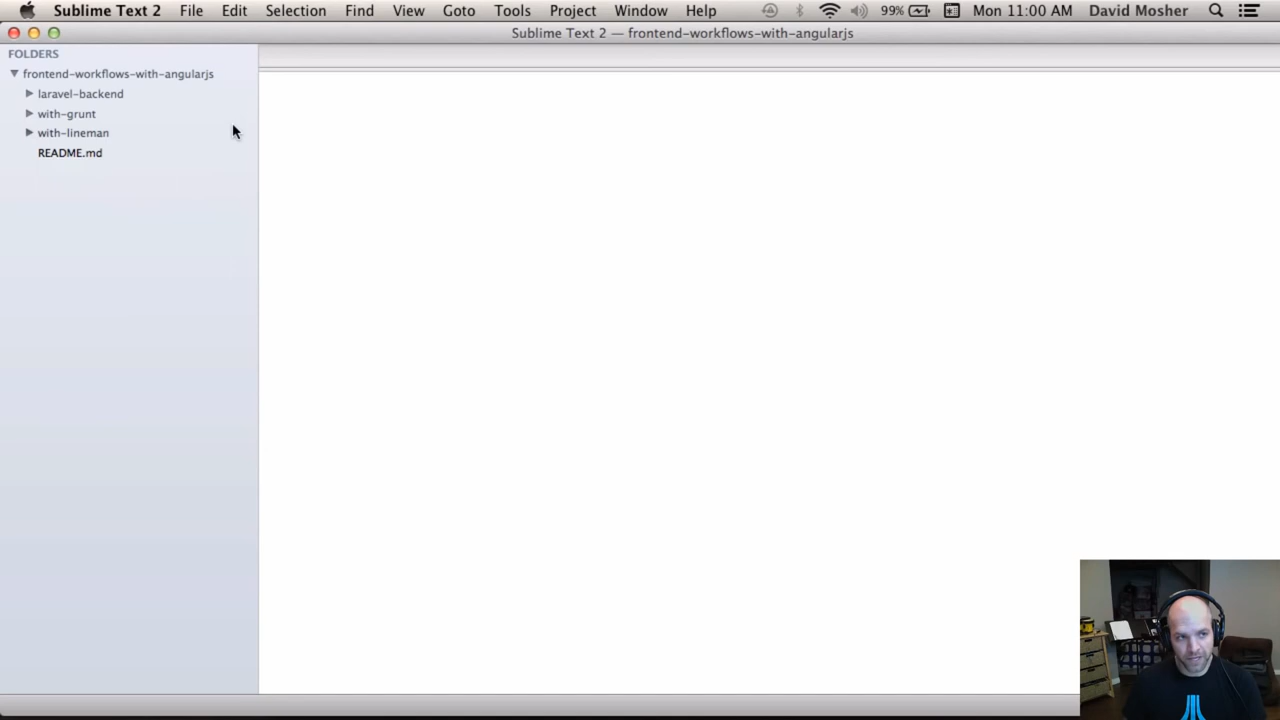 Sublime Text 2 File Edit Selection Find View Goto Tools Project Window Help 99% Mon 11:00 AM David Mosher
Sublime Text 2 — frontend-workflows-with-angularjs
FOLDERS
frontend-workflows-with-angularjs
laravel-backend
with-grunt
with-lineman
README.md